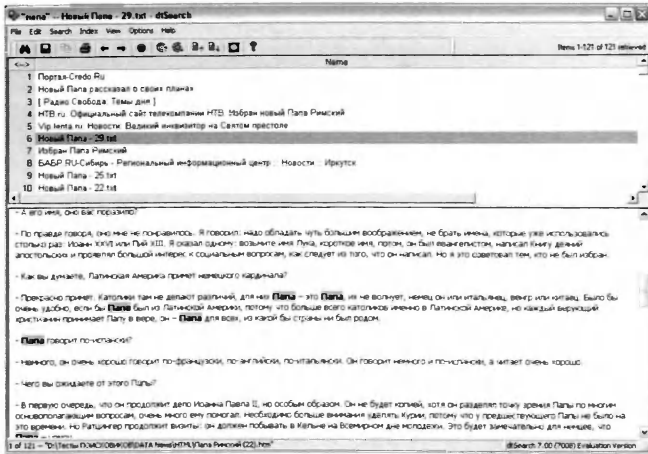 "папа" -- Новый Папа - 29.txt - dtSearch
File Edit Search Index View Options Help
Items 1-121 of 121 retrieved
<--> Name
1 Портал-Credo.Ru
2 Новый Папа рассказал о своих планах
3 [ Радио Свобода: Темы дня ]
4 НТВ.ru. Официальный сайт телекомпании НТВ. Избран новый Папа Римский
5 Vip.lenta.ru: Новости: Великий инквизитор на Святом престоле
6 Новый Папа - 29.txt
7 Избран Папа Римский
8 БАБР.RU-Сибирь - Региональный информационный центр :: Новости :: Иркутск
9 Новый Папа - 25.txt
10 Новый Папа - 22.txt
- А его имя, оно Вас поразило?
- По правде говоря, оно мне не понравилось. Я говорил: надо обладать чуть большим воображением, не брать имена, которые уже использовались
столько раз: Иоанн XXVI или Пий XIII. Я сказал одному: возьмите имя Лука, короткое имя, потом, он был евангелистом, написал Книгу деяний
апостольских и проявлял большой интерес к социальным вопросам, как следует из того, что он написал. Но я это советовал тем, кто не был избран.
- Как вы думаете, Латинская Америка примет немецкого кардинала?
- Прекрасно примет. Католики там не делают различий, для них Папа – это Папа, их не волнует, немец он или итальянец, венгр или китаец. Было бы
очень удобно, если бы Папа был из Латинской Америки, потому что больше всего католиков именно в Латинской Америке, но каждый верующий
христианин принимает Папу в вере, он – Папа для всех, из какой бы страны ни был родом.
- Папа говорит по-испански?
- Немного, он очень хорошо говорит по-французски, по-английски, по-итальянски. Он говорит немного и по-испански, а читает очень хорошо.
- Чего вы ожидаете от этого Папы?
- В первую очередь, что он продолжит дело Иоанна Павла II, но особым образом. Он не будет копией, хотя он разделял точку зрения Папы по многим
основополагающим вопросам, очень много ему помогал. Необходимо больше внимания уделять Курии, потому что у предшествующего Папы не было на
это времени. Но Ратцингер продолжит визиты: он должен побывать в Кельне на Всемирном дне молодежи. Это будет замечательно для немцев, что
Папа
1 of 121 -- "D:\Тесты ПОИСКОВИКОВ\DATA News\HTML\Папа Римский (22).htm"
dtSearch 7.00 (7008) Evaluation Version